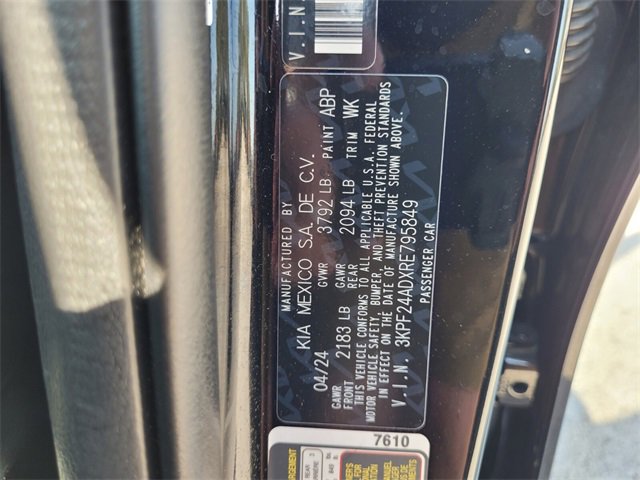 V.I.N.
MANUFACTURED BY
KIA MEXICO S.A. DE C.V.
04/24 GVWR 3792 LB PAINT ABP
GAWR FRONT 2183 LB GAWR REAR 2094 LB TRIM WK
THIS VEHICLE CONFORMS TO ALL APPLICABLE U.S.A. FEDERAL
MOTOR VEHICLE SAFETY, BUMPER, AND THEFT PREVENTION STANDARDS
IN EFFECT ON THE DATE OF MANUFACTURE SHOWN ABOVE.
V.I.N. 3KPF24ADXRE795849
PASSENGER CAR
7610
REAR 3